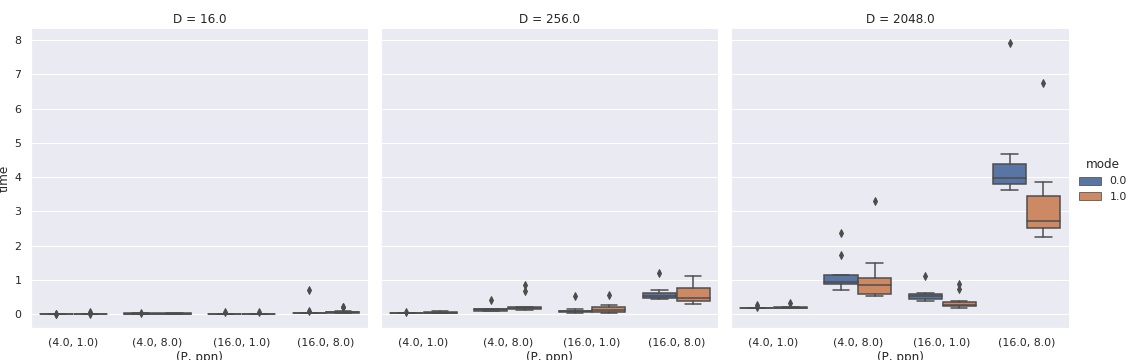 D = 16.0
D = 256.0
D = 2048.0
time
8
7
6
5
4
3
2
1
0
(4.0, 1.0) (4.0, 8.0) (16.0, 1.0) (16.0, 8.0)
(4.0, 1.0) (4.0, 8.0) (16.0, 1.0) (16.0, 8.0)
(4.0, 1.0) (4.0, 8.0) (16.0, 1.0) (16.0, 8.0)
(P, ppn)
(P, ppn)
(P, ppn)
mode
0.0
1.0